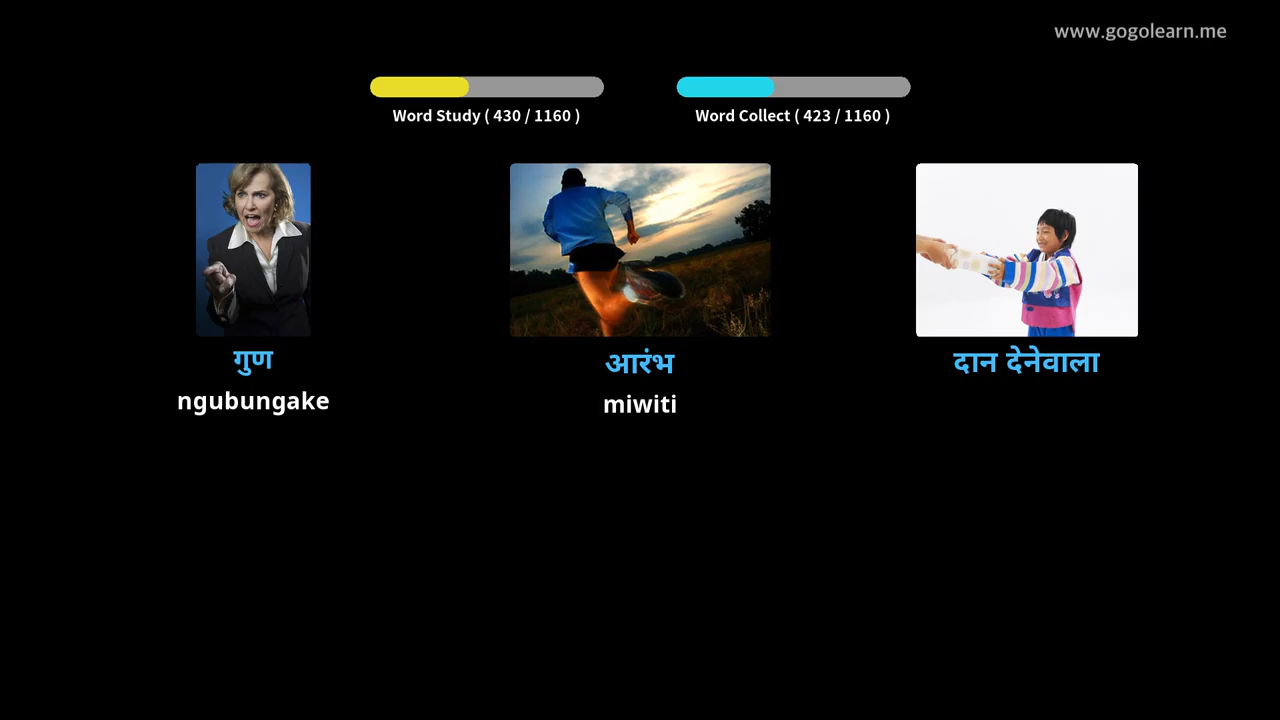 www.gogolearn.me
Word Study ( 430 / 1160 )
Word Collect ( 423 / 1160 )
गुण
ngubungake
आरंभ
miwiti
दान देनेवाला